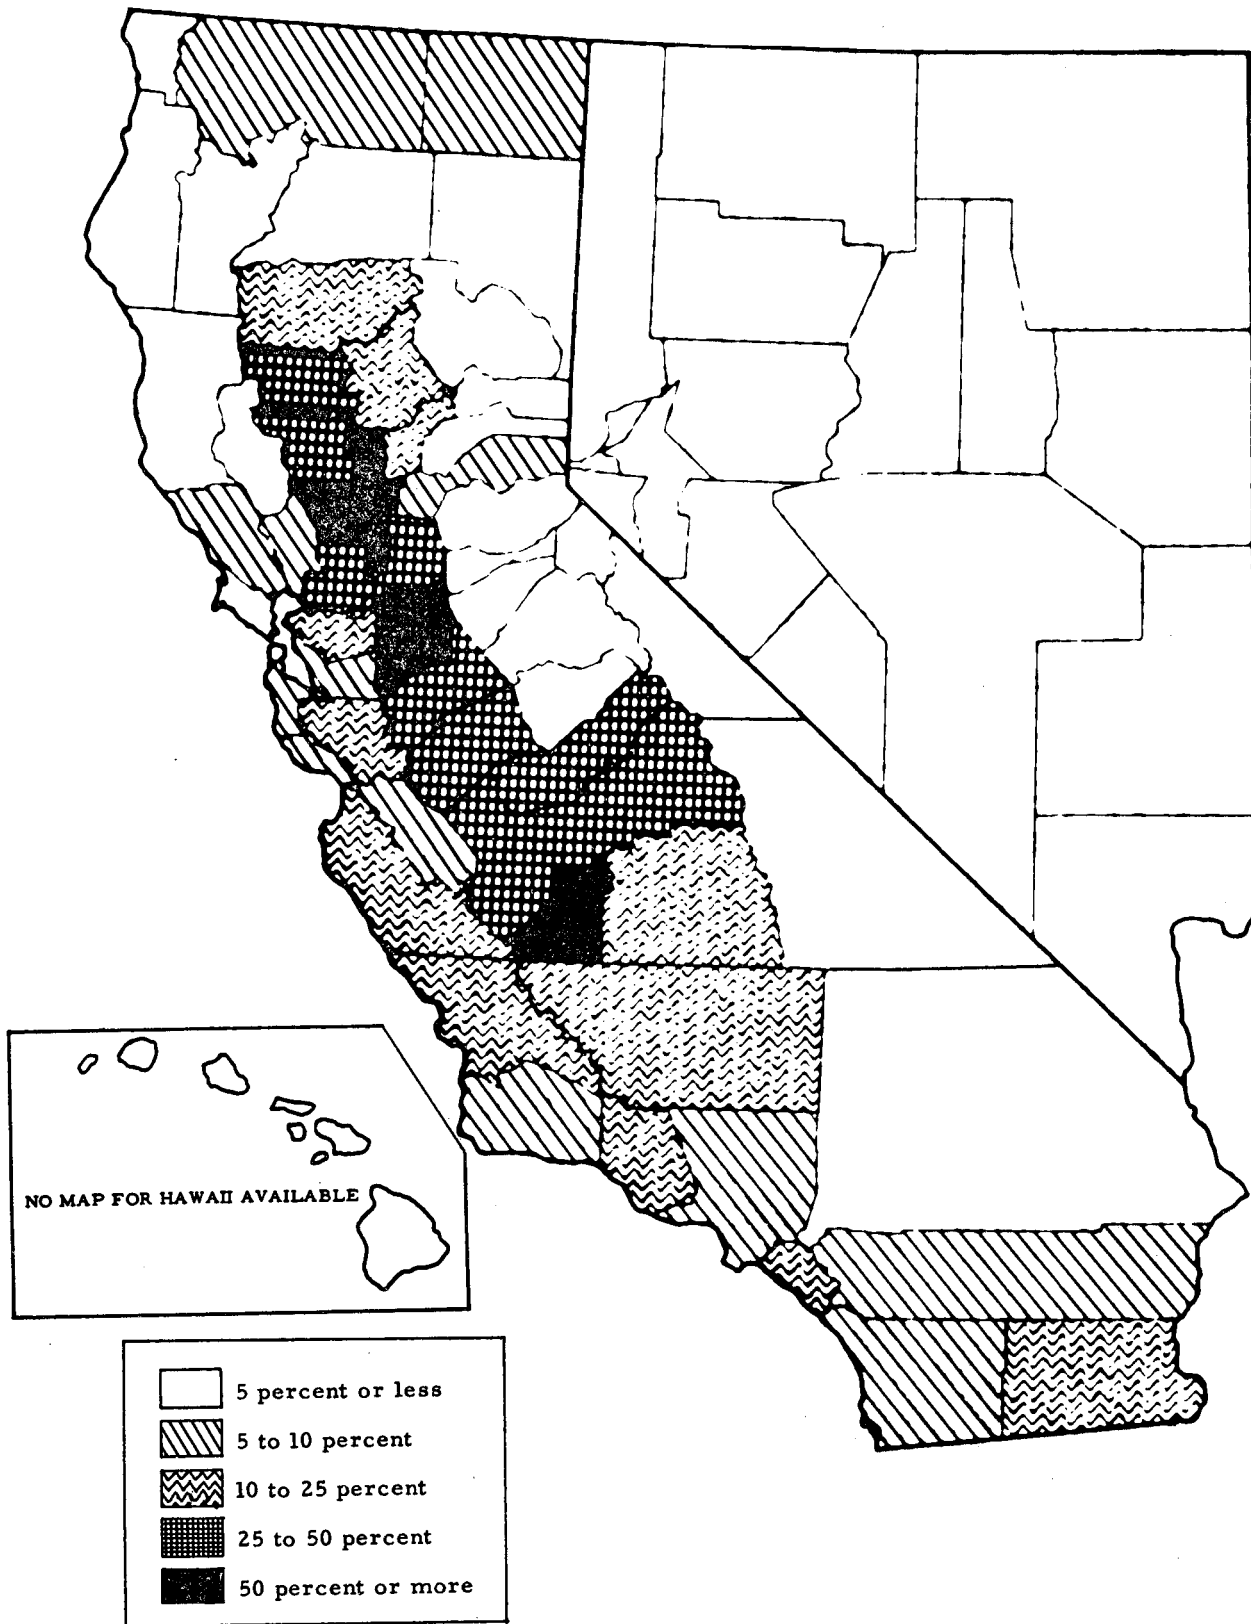 NO MAP FOR HAWAII AVAILABLE
5 percent or less
5 to 10 percent
10 to 25 percent
25 to 50 percent
50 percent or more